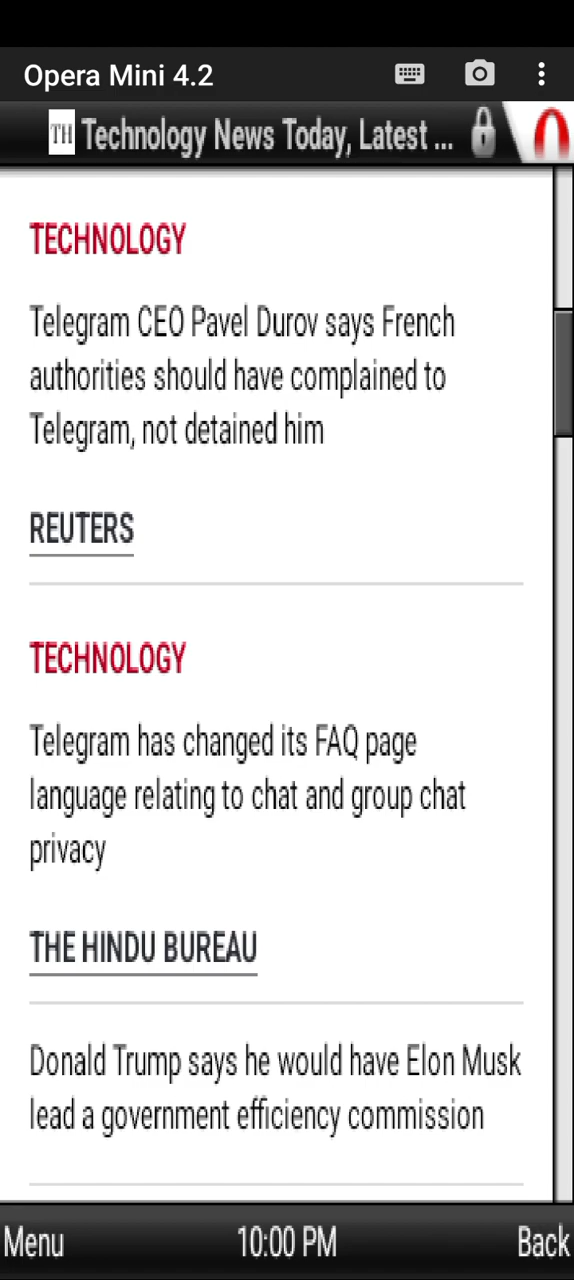 Opera Mini 4.2
TH Technology News Today, Latest ...
TECHNOLOGY
Telegram CEO Pavel Durov says French
authorities should have complained to
Telegram, not detained him
REUTERS
TECHNOLOGY
Telegram has changed its FAQ page
language relating to chat and group chat
privacy
THE HINDU BUREAU
Donald Trump says he would have Elon Musk
lead a government efficiency commission
Menu 10:00 PM Back